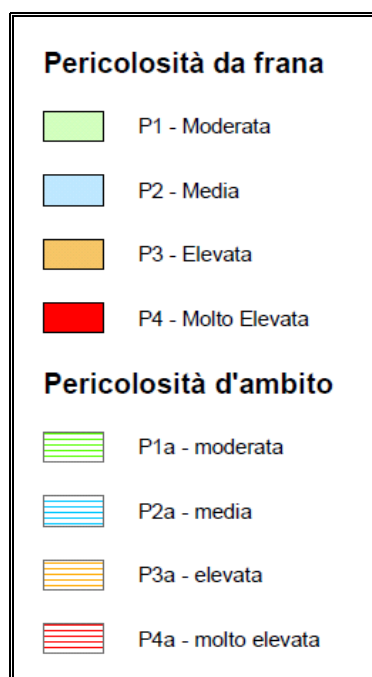 Pericolosità da frana
P1 - Moderata
P2 - Media
P3 - Elevata
P4 - Molto Elevata
Pericolosità d'ambito
P1a - moderata
P2a - media
P3a - elevata
P4a - molto elevata